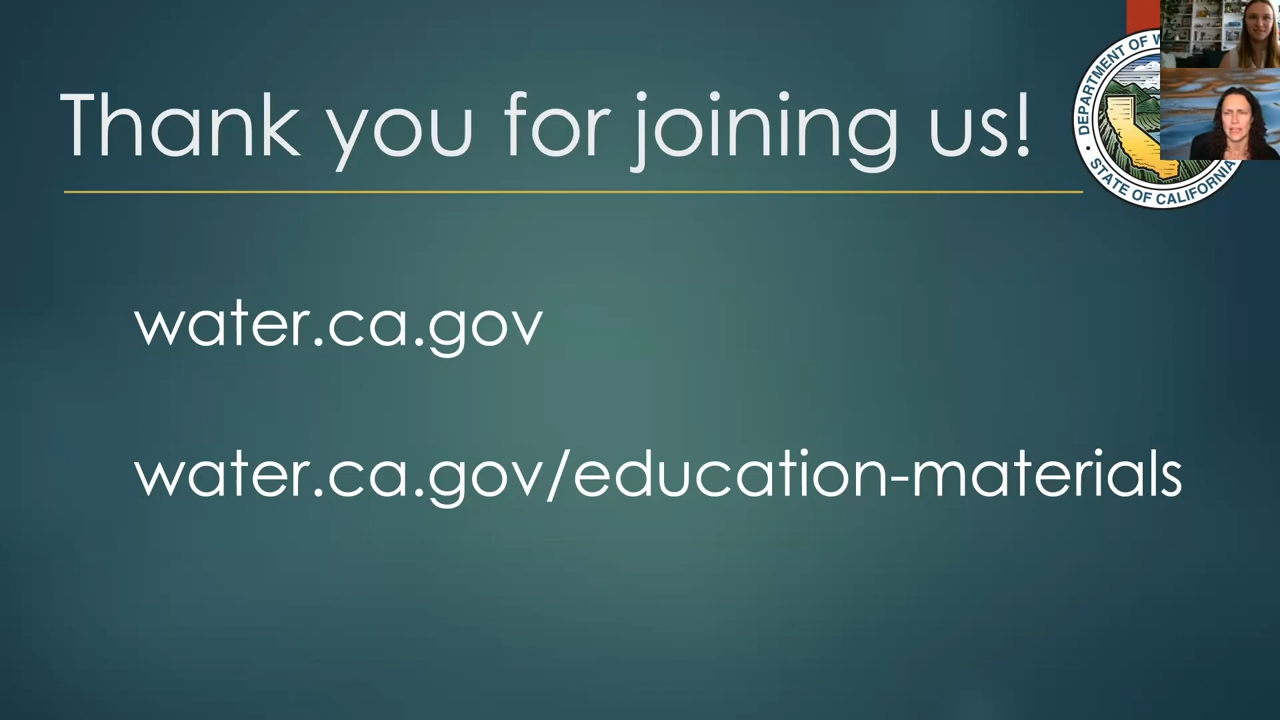 Thank you for joining us!
DEPARTMENT OF
STATE OF CALIFORNIA
water.ca.gov
water.ca.gov/education-materials